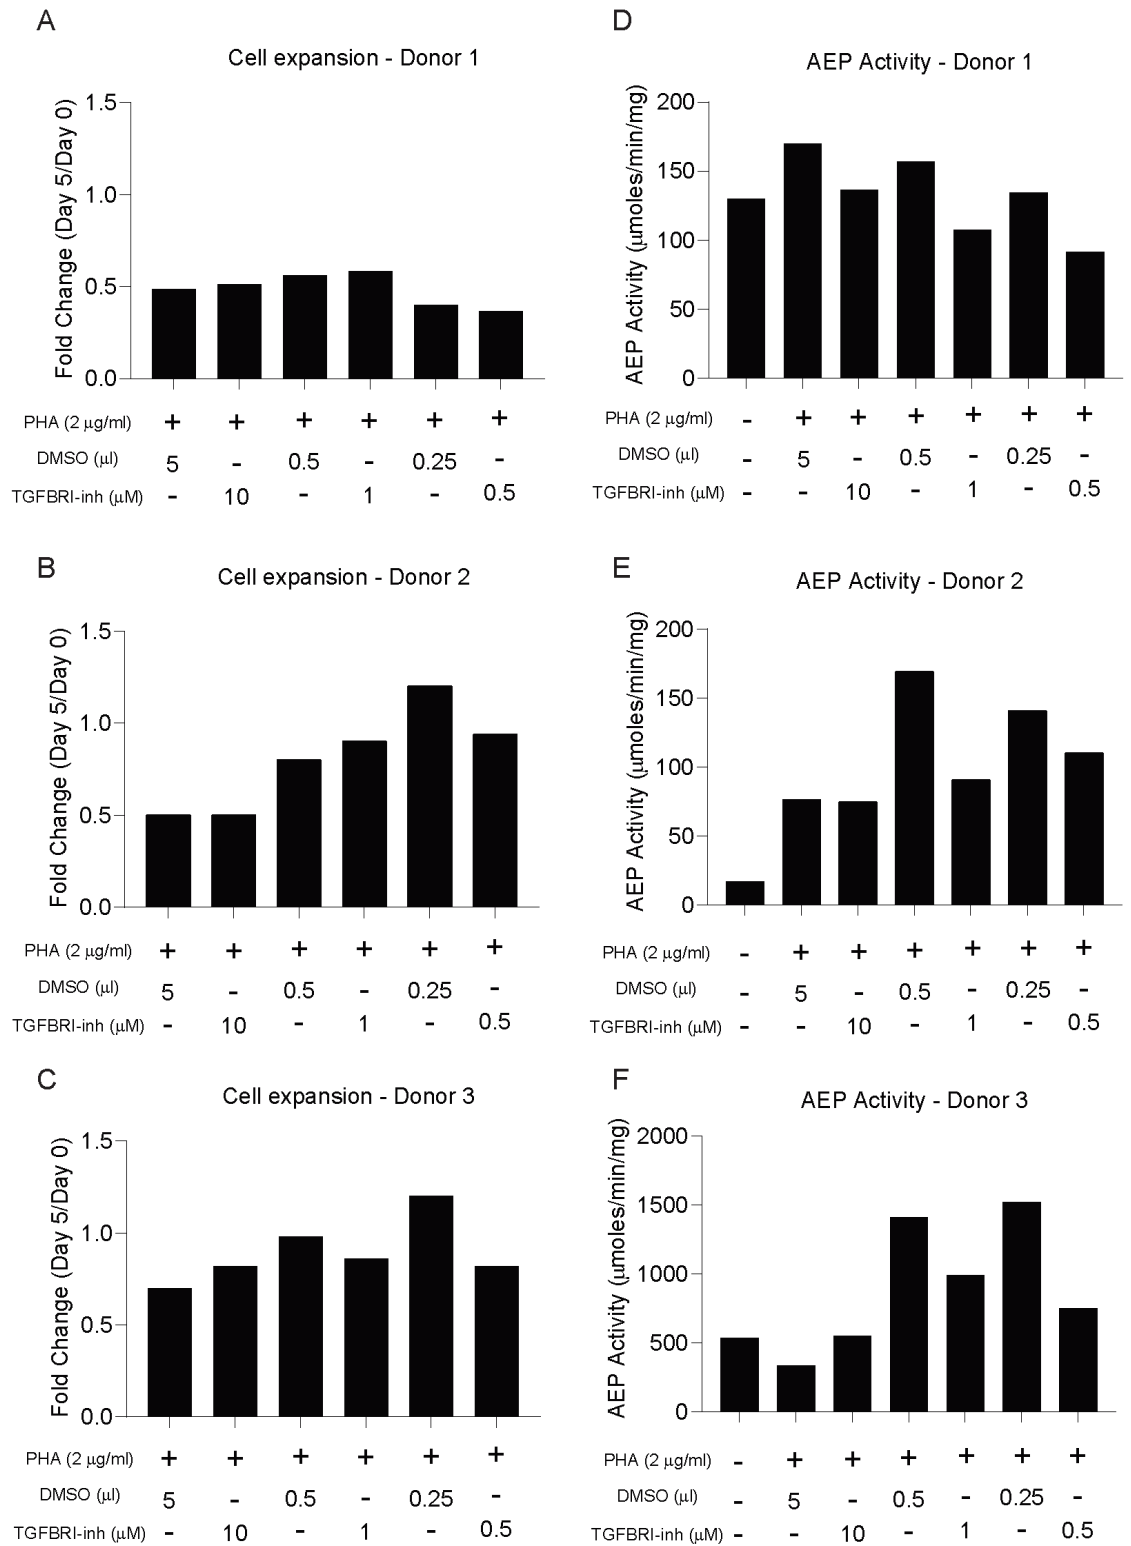 A
Cell expansion - Donor 1
Fold Change (Day 5/Day 0)
1.5
1.0
0.5
0.0
PHA (2 μg/ml) + + + + + +
DMSO (μl) 5 - 0.5 - 0.25 -
TGFBRI-inh (μM) - 10 - 1 - 0.5
D
AEP Activity - Donor 1
AEP Activity (μmoles/min/mg)
200
150
100
50
0
PHA (2 μg/ml) - + + + + + +
DMSO (μl) - 5 - 0.5 - 0.25 -
TGFBRI-inh (μM) - - 10 - 1 - 0.5
B
Cell expansion - Donor 2
Fold Change (Day 5/Day 0)
1.5
1.0
0.5
0.0
PHA (2 μg/ml) + + + + + +
DMSO (μl) 5 - 0.5 - 0.25 -
TGFBRI-inh (μM) - 10 - 1 - 0.5
E
AEP Activity - Donor 2
AEP Activity (μmoles/min/mg)
200
150
100
50
0
PHA (2 μg/ml) - + + + + + +
DMSO (μl) - 5 - 0.5 - 0.25 -
TGFBRI-inh (μM) - - 10 - 1 - 0.5
C
Cell expansion - Donor 3
Fold Change (Day 5/Day 0)
1.5
1.0
0.5
0.0
PHA (2 μg/ml) + + + + + +
DMSO (μl) 5 - 0.5 - 0.25 -
TGFBRI-inh (μM) - 10 - 1 - 0.5
F
AEP Activity - Donor 3
AEP Activity (μmoles/min/mg)
2000
1500
1000
500
0
PHA (2 μg/ml) - + + + + + +
DMSO (μl) - 5 - 0.5 - 0.25 -
TGFBRI-inh (μM) - - 10 - 1 - 0.5